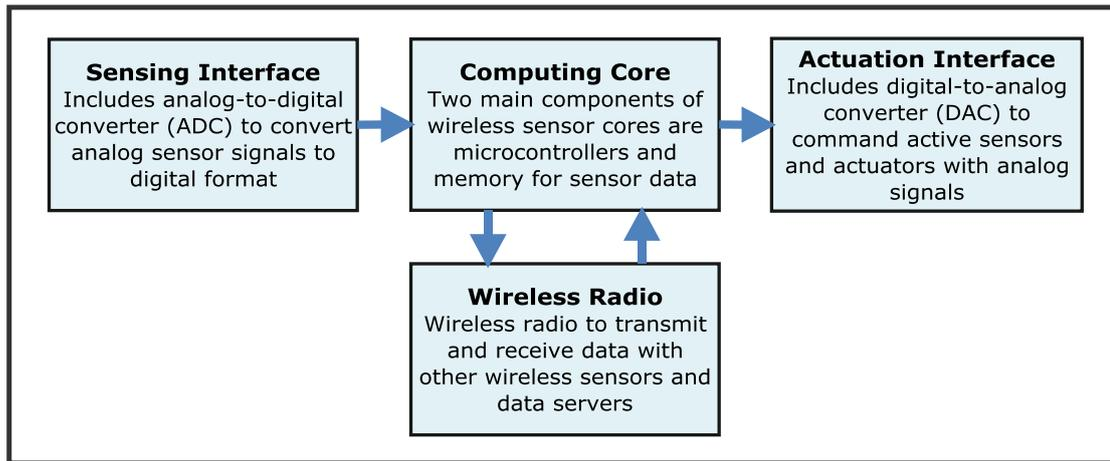 Sensing Interface
Includes analog-to-digital
converter (ADC) to convert
analog sensor signals to
digital format
Computing Core
Two main components of
wireless sensor cores are
microcontrollers and
memory for sensor data
Actuation Interface
Includes digital-to-analog
converter (DAC) to
command active sensors
and actuators with analog
signals
Wireless Radio
Wireless radio to transmit
and receive data with
other wireless sensors and
data servers